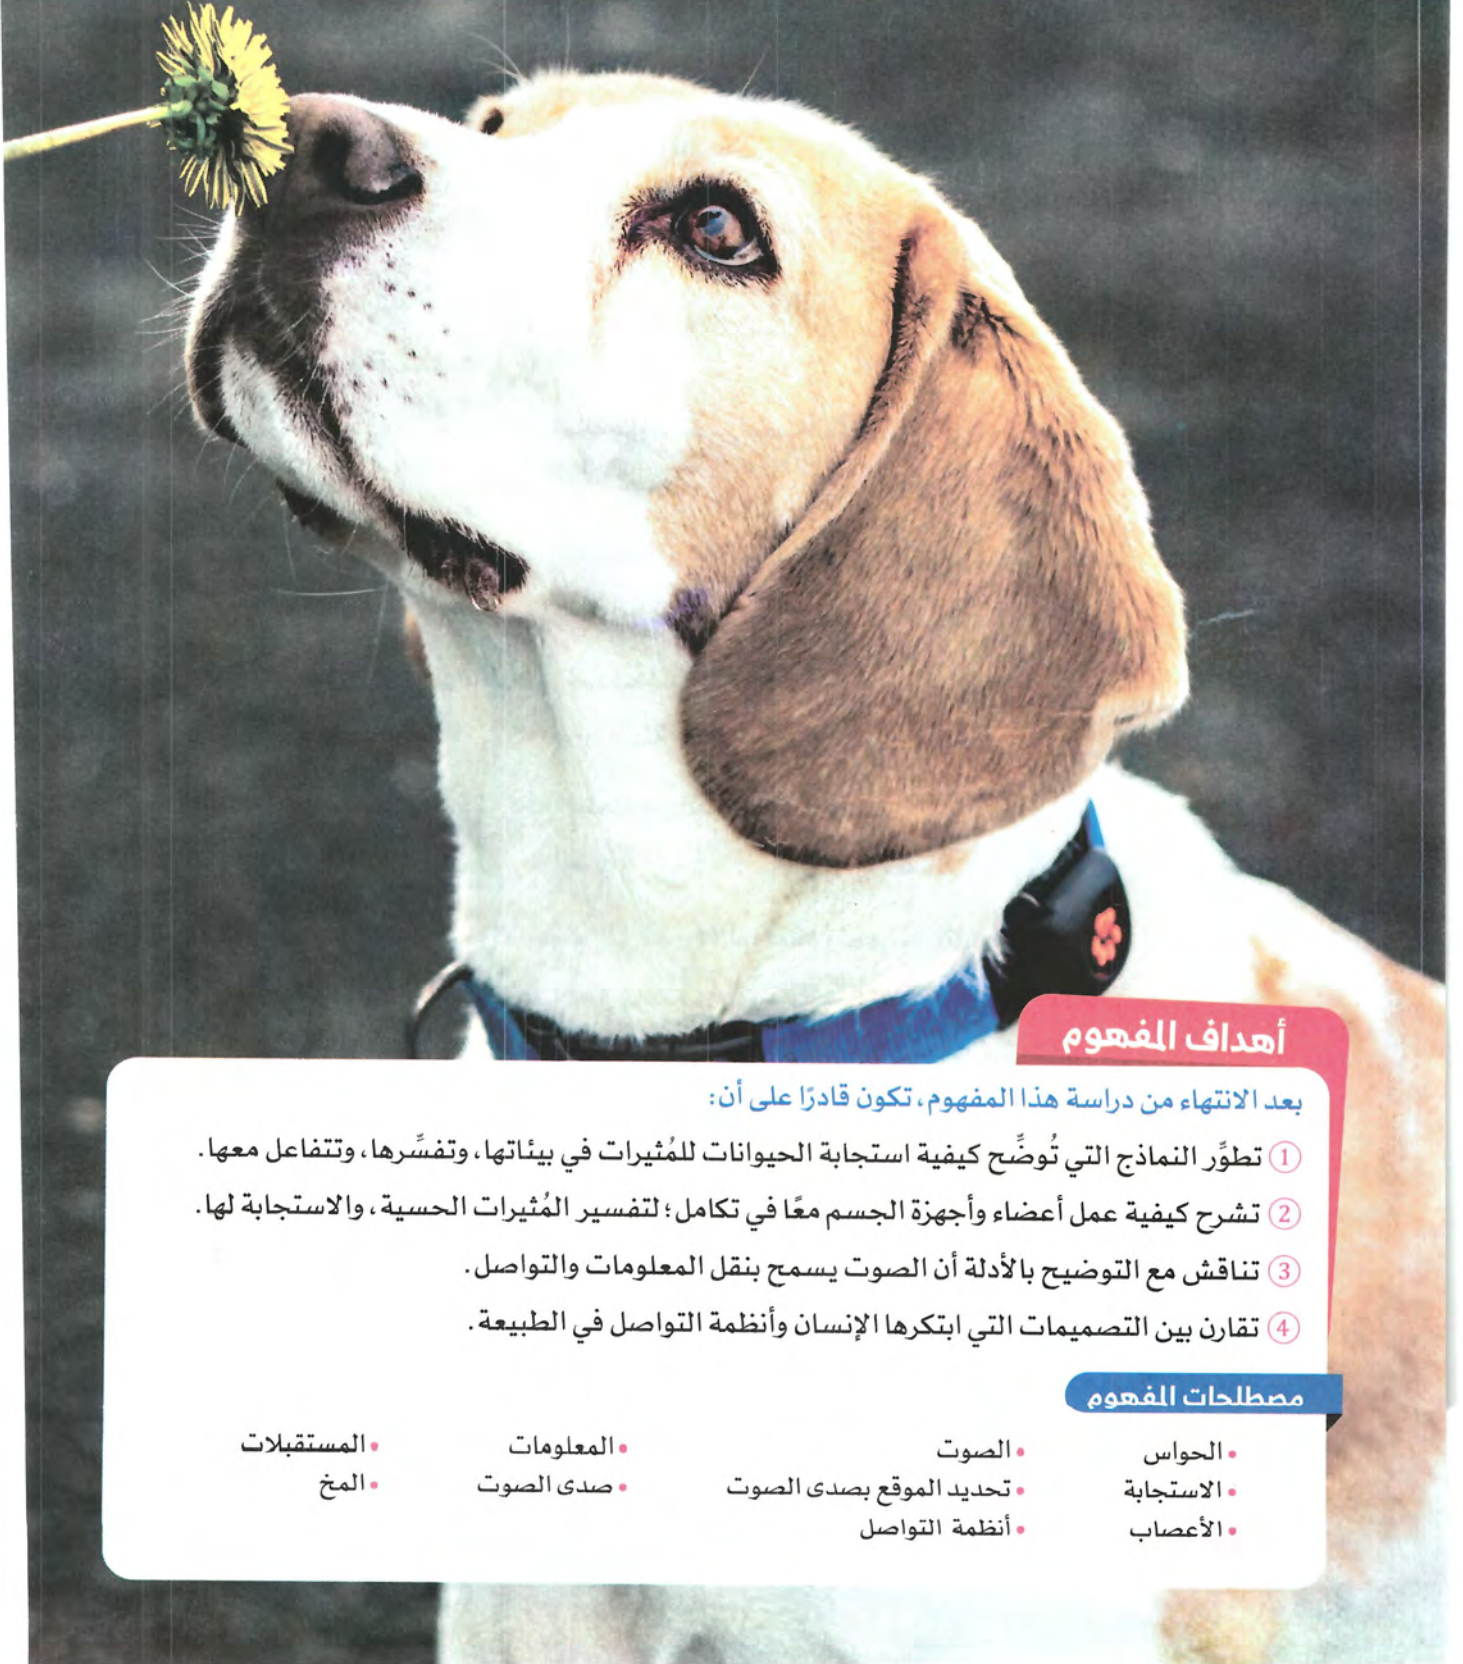 أهداف المفهوم
بعد الانتهاء من دراسة هذا المفهوم، تكون قادرًا على أن:
① تطوِّر النماذج التي تُوضِّح كيفية استجابة الحيوانات للمُثيرات في بيئاتها، وتفسِّرها، وتتفاعل معها.
② تشرح كيفية عمل أعضاء وأجهزة الجسم معًا في تكامل؛ لتفسير المُثيرات الحسية، والاستجابة لها.
③ تناقش مع التوضيح بالأدلة أن الصوت يسمح بنقل المعلومات والتواصل.
④ تقارن بين التصميمات التي ابتكرها الإنسان وأنظمة التواصل في الطبيعة.
مصطلحات المفهوم
• الحواس • الصوت • المعلومات • المستقبلات
• الاستجابة • تحديد الموقع بصدى الصوت • صدى الصوت • المخ
• الأعصاب • أنظمة التواصل